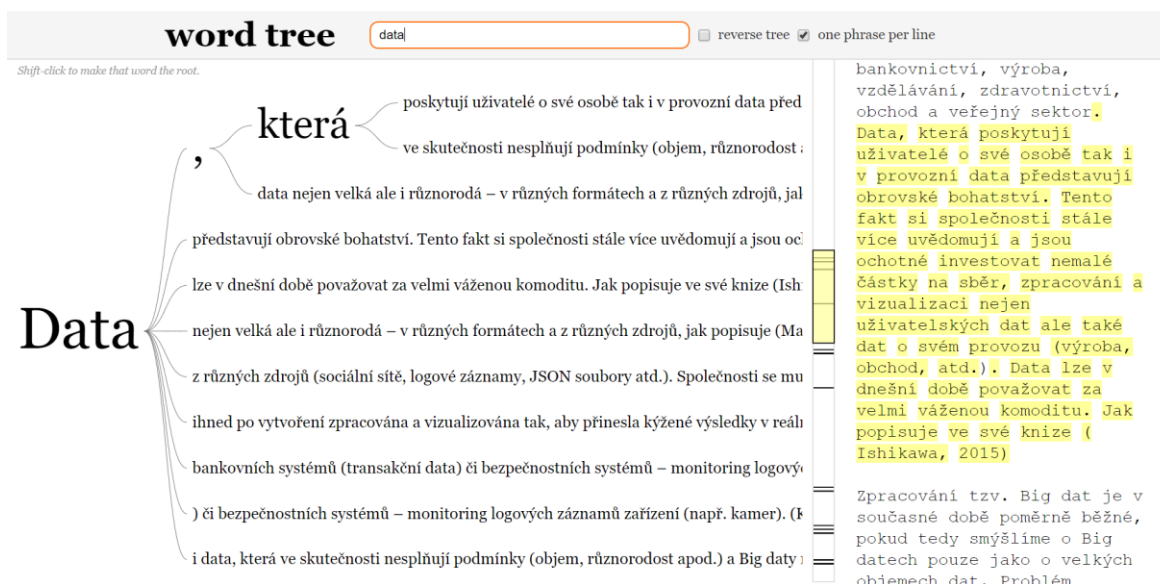 word tree
data
reverse tree
one phrase per line
Shift-click to make that word the root.
Data
,
která
poskytují uživatelé o své osobě tak i v provozní data před
ve skutečnosti nesplňují podmínky (objem, různorodost
data nejen velká ale i různorodá – v různých formátech a z různých zdrojů, jak
představují obrovské bohatství. Tento fakt si společnosti stále více uvědomují a jsou oc
lze v dnešní době považovat za velmi váženou komoditu. Jak popisuje ve své knize (Ish
nejen velká ale i různorodá – v různých formátech a z různých zdrojů, jak popisuje (Ma
z různých zdrojů (sociální sítě, logové záznamy, JSON soubory atd.). Společnosti se mu
ihned po vytvoření zpracována a vizualizována tak, aby přinesla kýžené výsledky v reáln
bankovních systémů (transakční data) či bezpečnostních systémů – monitoring logový
) či bezpečnostních systémů – monitoring logových záznamů zařízení (např. kamer). (K
i data, která ve skutečnosti nesplňují podmínky (objem, různorodost apod.) a Big daty
bankovnictví, výroba,
vzdělávání, zdravotnictví,
obchod a veřejný sektor.
Data, která poskytují
uživatelé o své osobě tak i
v provozní data představují
obrovské bohatství. Tento
fakt si společnosti stále
více uvědomují a jsou
ochotné investovat nemalé
částky na sběr, zpracování a
vizualizaci nejen
uživatelských dat ale také
dat o svém provozu (výroba,
obchod, atd.). Data lze v
dnešní době považovat za
velmi váženou komoditu. Jak
popisuje ve své knize (
Ishikawa, 2015)
Zpracování tzv. Big dat je v
současné době poměrně běžné,
pokud tedy smýšlíme o Big
datech pouze jako o velkých
objemech dat. Problém